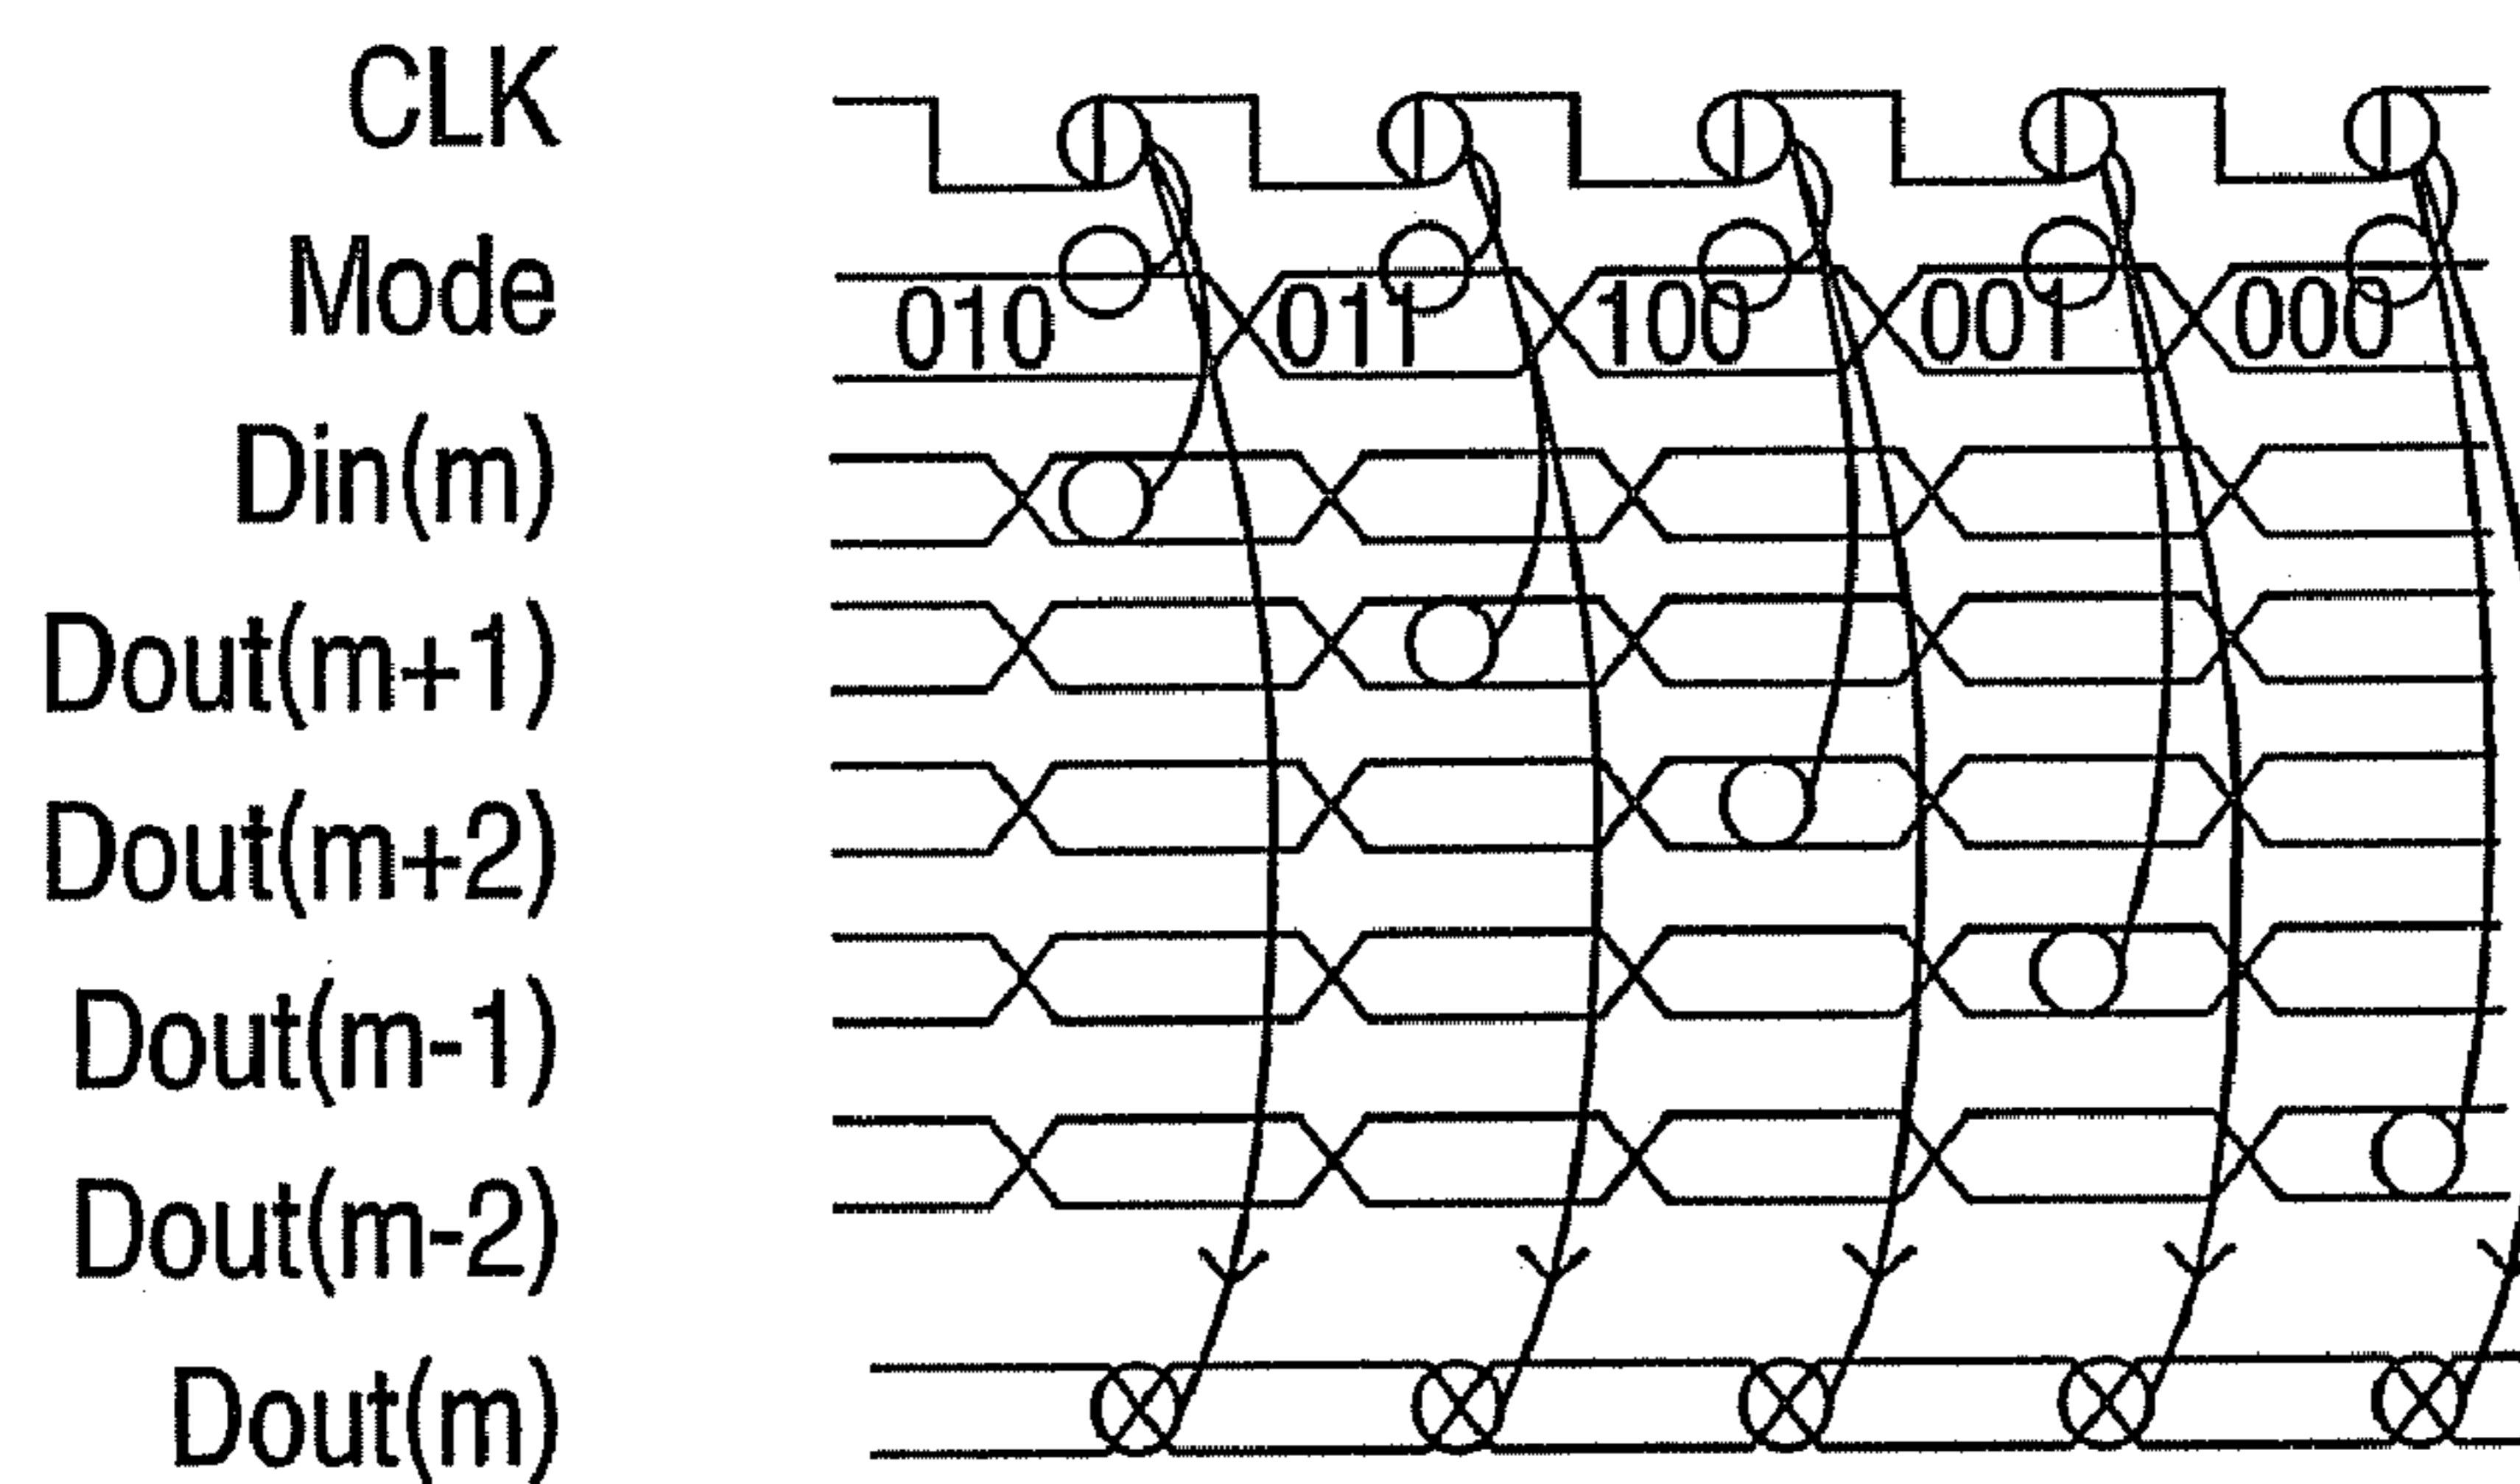 CLK
Mode 010 011 100 001 000
Din(m)
Dout(m+1)
Dout(m+2)
Dout(m-1)
Dout(m-2)
Dout(m)